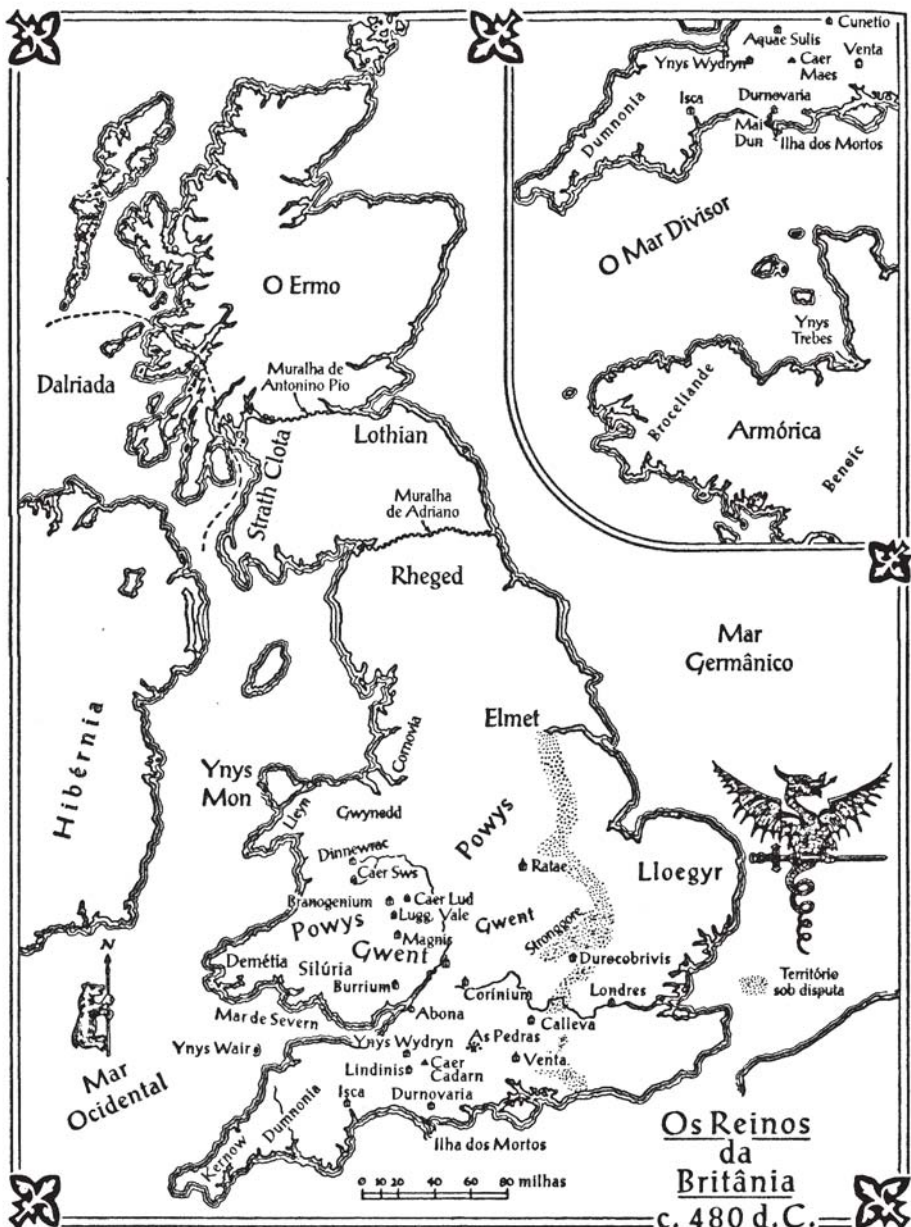 Cunetio
Aquae Sulis
Venta
Ynys Wydryn
Caer
Maes
Isca
Durnovaria
Dumnonia
Mai
Dun
Ilha dos Mortos
O Mar Divisor
Ynys
Trebes
Broceliande
Armórica
Benoic
O Ermo
Muralha de
Antonino Pio
Dalriada
Lothian
Strath Clota
Muralha
de Adriano
Rheged
Mar
Germânico
Hibérnia
Elmet
Cornovia
Ynys
Mon
Lleyn
Gwynedd
Powys
Dinnewrac
Caer Sws
Ratae
Lloegyr
Branogenium
Caer Lud
Lugg. Vale
Powys
Gwent
Magnis
Gwent
Stronggore
Demétia
Silúria
Durocobrivis
Território
sob disputa
Burrium
Corínium
Londres
Mar de Severn
Abona
Calleva
As Pedras
Ynys Wair
Ynys Wydryn
Venta.
Lindinis
Caer
Cadarn
N
Mar
Ocidental
Isca
Durnovaria
Dumnonia
Kernow
Ilha dos Mortos
0 10 20 40 60 80 milhas
Os Reinos
da
Britânia
c. 480 d.C.